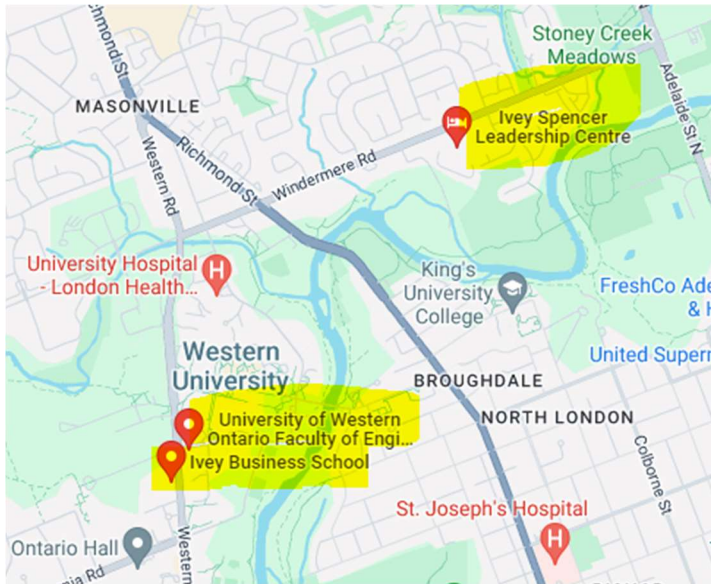 Stoney Creek
Meadows
Richmond St
Adelaide St N
MASONVILLE
Ivey Spencer
Leadership Centre
Western Rd
Richmond St
Windermere Rd
University Hospital
- London Health...
King's
University
College
FreshCo Ade
& H
Western
University
United Superm
BROUGHDALE
University of Western
Ontario Faculty of Engi...
NORTH LONDON
Ivey Business School
Colborne St
St. Joseph's Hospital
Ontario Hall
Western
ia Rd